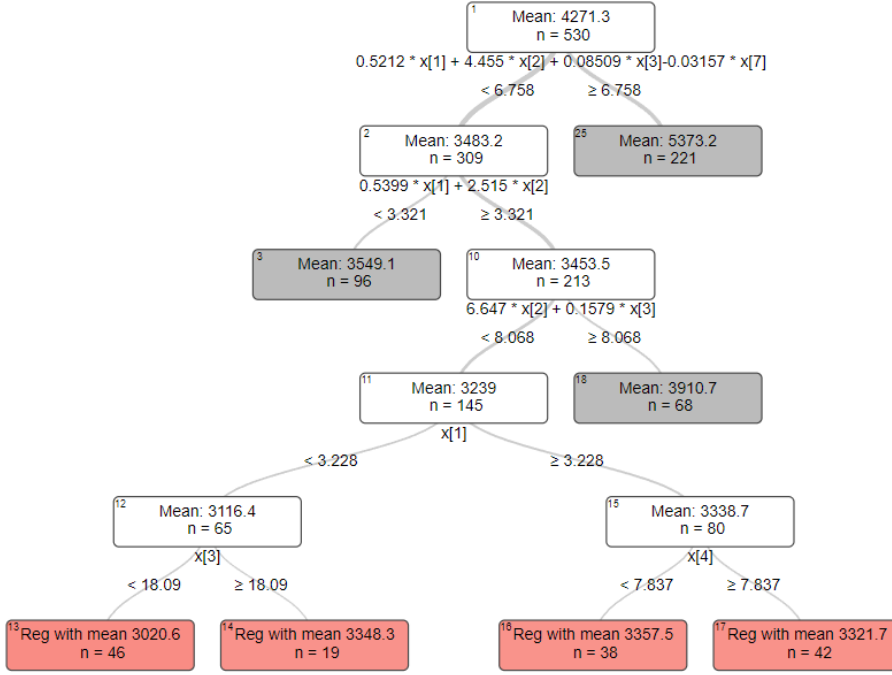 1
Mean: 4271.3
n = 530
0.5212 * x[1] + 4.455 * x[2] + 0.08509 * x[3]-0.03157 * x[7]
< 6.758
≥ 6.758
2
Mean: 3483.2
n = 309
25
Mean: 5373.2
n = 221
0.5399 * x[1] + 2.515 * x[2]
< 3.321
≥ 3.321
3
Mean: 3549.1
n = 96
10
Mean: 3453.5
n = 213
6.647 * x[2] + 0.1579 * x[3]
< 8.068
≥ 8.068
11
Mean: 3239
n = 145
18
Mean: 3910.7
n = 68
x[1]
< 3.228
≥ 3.228
12
Mean: 3116.4
n = 65
15
Mean: 3338.7
n = 80
x[3]
x[4]
< 18.09
≥ 18.09
< 7.837
≥ 7.837
13
Reg with mean 3020.6
n = 46
14
Reg with mean 3348.3
n = 19
16
Reg with mean 3357.5
n = 38
17
Reg with mean 3321.7
n = 42